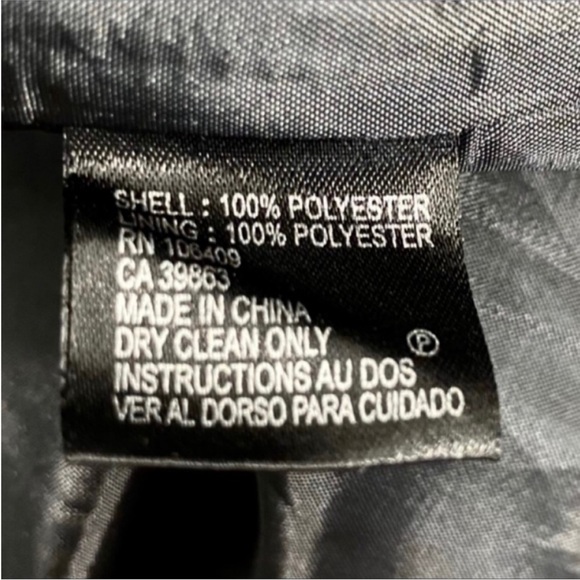 SHELL : 100% POLYESTER
LINING : 100% POLYESTER
RN 106409
CA 39863
MADE IN CHINA
DRY CLEAN ONLY Ⓟ
INSTRUCTIONS AU DOS
VER AL DORSO PARA CUIDADO